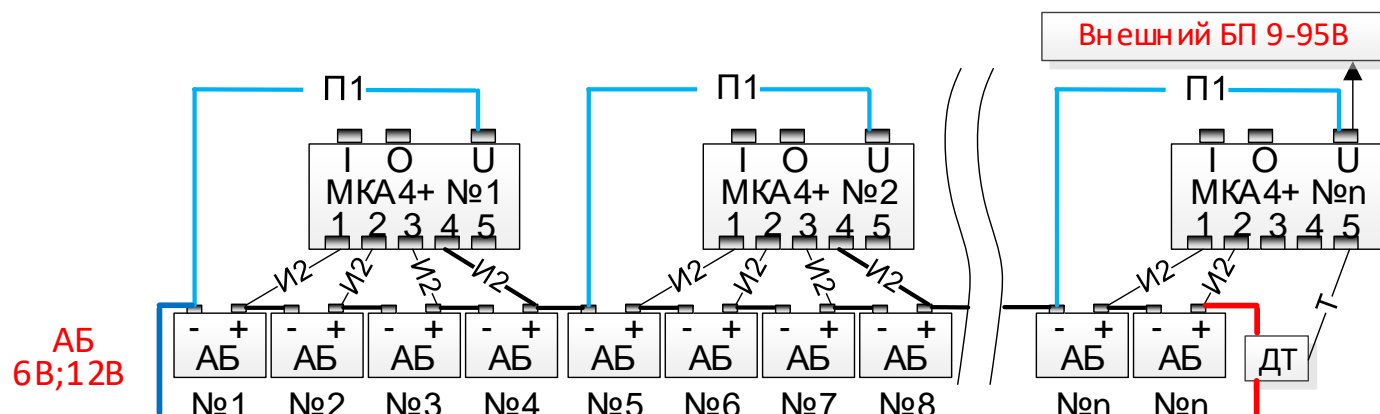 Внешний БП 9-95В
П1 П1 П1
I O U I O U I O U
МКА4+ №1 МКА4+ №2 МКА4+ №n
1 2 3 4 5 1 2 3 4 5 1 2 3 4 5
И2 И2 И2 И2 И2 И2 И2 И2 И2 И2 Т
- + - + - + - + - + - + - + - + - + - +
АБ АБ АБ АБ АБ АБ АБ АБ АБ АБ ДТ
АБ
6В;12В
№1 №2 №3 №4 №5 №6 №7 №8 №n №n